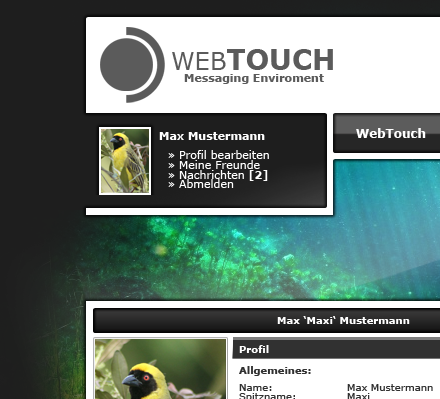 WEBTOUCH
Messaging Enviroment
Max Mustermann
WebTouch
» Profil bearbeiten
» Meine Freunde
» Nachrichten [2]
» Abmelden
Max 'Maxi' Mustermann
Profil
Allgemeines:
Name: Max Mustermann
Spitzname: Maxi